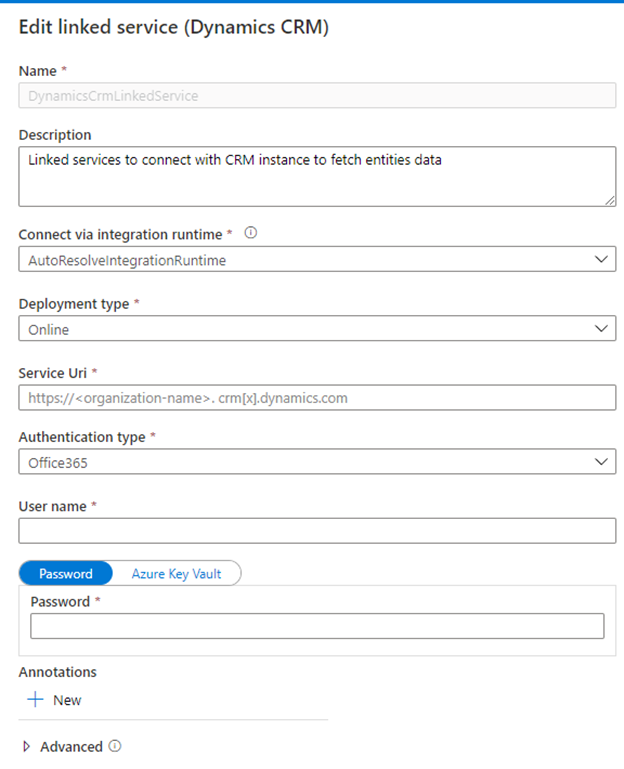 Edit linked service (Dynamics CRM)
Name *
DynamicsCrmLinkedService
Description
Linked services to connect with CRM instance to fetch entities data
Connect via integration runtime *
AutoResolveIntegrationRuntime
Deployment type *
Online
Service Uri *
https://<organization-name>. crm[x].dynamics.com
Authentication type *
Office365
User name *
Password Azure Key Vault
Password *
Annotations
+ New
Advanced